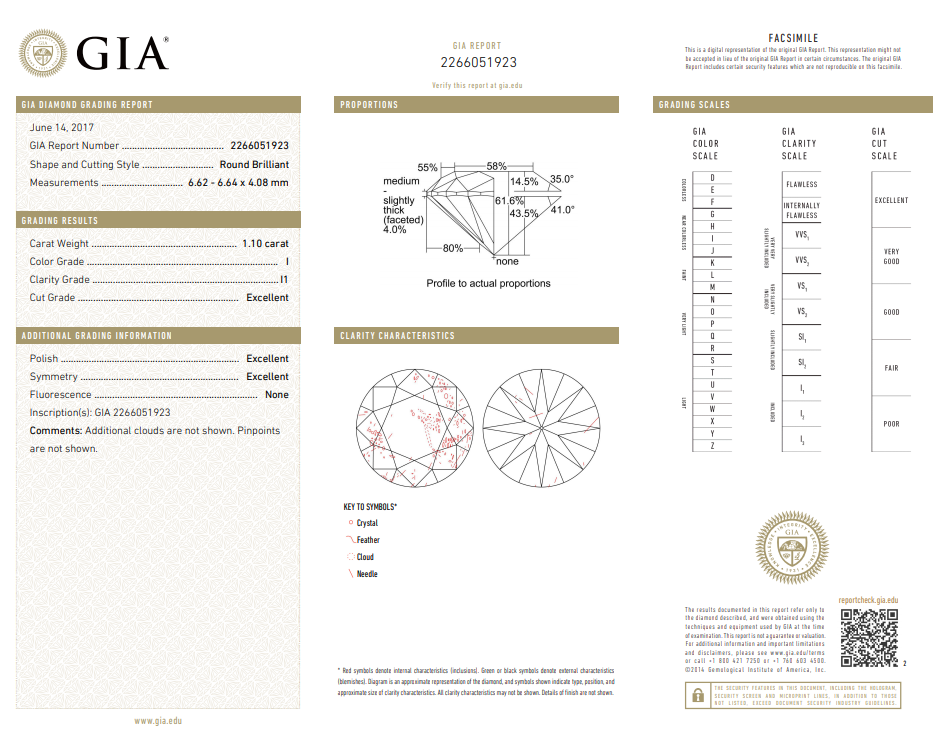 GIA®
GIA REPORT
2266051923
Verify this report at gia.edu
FACSIMILE
This is a digital representation of the original GIA Report. This representation might not
be accepted in lieu of the original GIA Report in certain circumstances. The original GIA
Report includes certain security features which are not reproducible on this facsimile.
GIA DIAMOND GRADING REPORT
June 14, 2017
GIA Report Number 2266051923
Shape and Cutting Style Round Brilliant
Measurements 6.62 - 6.64 x 4.08 mm
GRADING RESULTS
Carat Weight 1.10 carat
Color Grade I
Clarity Grade I1
Cut Grade Excellent
ADDITIONAL GRADING INFORMATION
Polish Excellent
Symmetry Excellent
Fluorescence None
Inscription(s): GIA 2266051923
Comments: Additional clouds are not shown. Pinpoints
are not shown.
www.gia.edu
PROPORTIONS
55%
58%
medium
-
slightly
thick
(faceted)
4.0%
14.5%
35.0°
61.6%
43.5%
41.0°
80%
none
Profile to actual proportions
CLARITY CHARACTERISTICS
KEY TO SYMBOLS*
Crystal
Feather
Cloud
Needle
* Red symbols denote internal characteristics (inclusions). Green or black symbols denote external characteristics
(blemishes). Diagram is an approximate representation of the diamond, and symbols shown indicate type, position, and
approximate size of clarity characteristics. All clarity characteristics may not be shown. Details of finish are not shown.
GRADING SCALES
GIA
COLOR
SCALE
COLORLESS
D
E
F
NEAR COLORLESS
G
H
I
J
FAINT
K
L
M
VERY LIGHT
N
O
P
Q
R
LIGHT
S
T
U
V
W
X
Y
Z
GIA
CLARITY
SCALE
FLAWLESS
INTERNALLY
FLAWLESS
VERY VERY
SLIGHTLY INCLUDED
VVS1
VVS2
VERY SLIGHTLY
INCLUDED
VS1
VS2
SLIGHTLY INCLUDED
SI1
SI2
INCLUDED
I1
I2
I3
GIA
CUT
SCALE
EXCELLENT
VERY
GOOD
GOOD
FAIR
POOR
GIA
reportcheck.gia.edu
The results documented in this report refer only to
the diamond described, and were obtained using the
techniques and equipment used by GIA at the time
of examination. This report is not a guarantee or valuation.
For additional information and important limitations
and disclaimers, please see www.gia.edu/terms
or call +1 800 421 7250 or +1 760 603 4500.
©2014 Gemological Institute of America, Inc.
2
THE SECURITY FEATURES IN THIS DOCUMENT, INCLUDING THE HOLOGRAM,
SECURITY SCREEN AND MICROPRINT LINES, IN ADDITION TO THOSE
NOT LISTED, EXCEED DOCUMENT SECURITY INDUSTRY GUIDELINES.